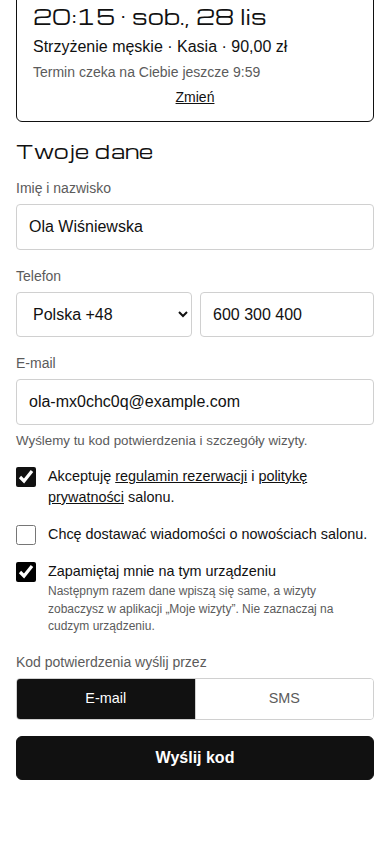 20:15 · sob., 28 lis
Strzyżenie męskie · Kasia · 90,00 zł
Termin czeka na Ciebie jeszcze 9:59
Zmień
Twoje dane
Imię i nazwisko
Ola Wiśniewska
Telefon
Polska +48
600 300 400
E-mail
ola-mx0chc0q@example.com
Wyślemy tu kod potwierdzenia i szczegóły wizyty.
Akceptuję regulamin rezerwacji i politykę
prywatności salonu.
Chcę dostawać wiadomości o nowościach salonu.
Zapamiętaj mnie na tym urządzeniu
Następnym razem dane wpiszą się same, a wizyty
zobaczysz w aplikacji „Moje wizyty”. Nie zaznaczaj na
cudzym urządzeniu.
Kod potwierdzenia wyślij przez
E-mail
SMS
Wyślij kod